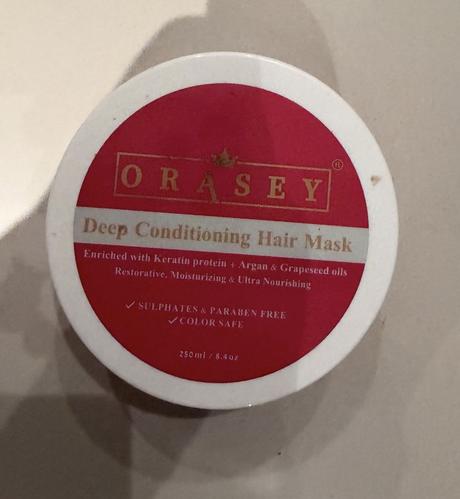 ORASEY
Deep Conditioning Hair Mask
Enriched with Keratin protein + Argan & Grapeseed oils
Restorative, Moisturizing & Ultra Nourishing
✓ SULPHATES & PARABEN FREE
✓ COLOR SAFE
250ml / 8.4oz